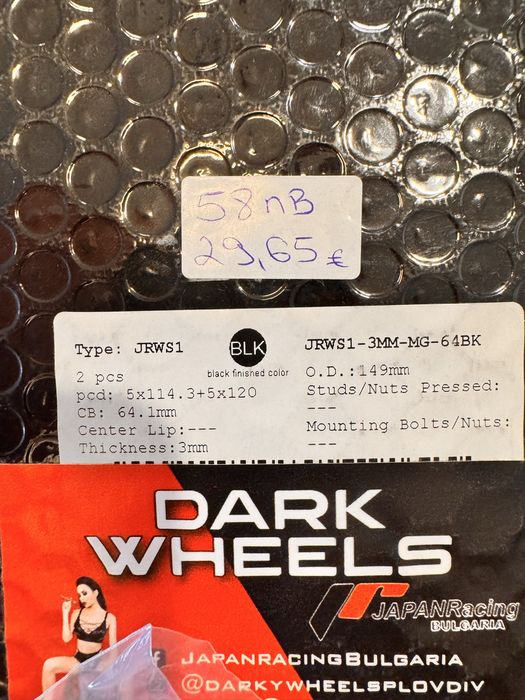 58 лв
29,65 €
Type: JRWS1
BLK
JRWS1-3MM-MG-64BK
black finished color
2 pcs
O.D.:149mm
pcd: 5x114.3+5x120
Studs/Nuts Pressed:
CB: 64.1mm
---
Center Lip:---
Mounting Bolts/Nuts:
Thickness:3mm
---
DARK
WHEELS
JAPANRacing
BULGARIA
JAPANRACINGBULGARIA
@DARKYWHEELSPLOVDIV